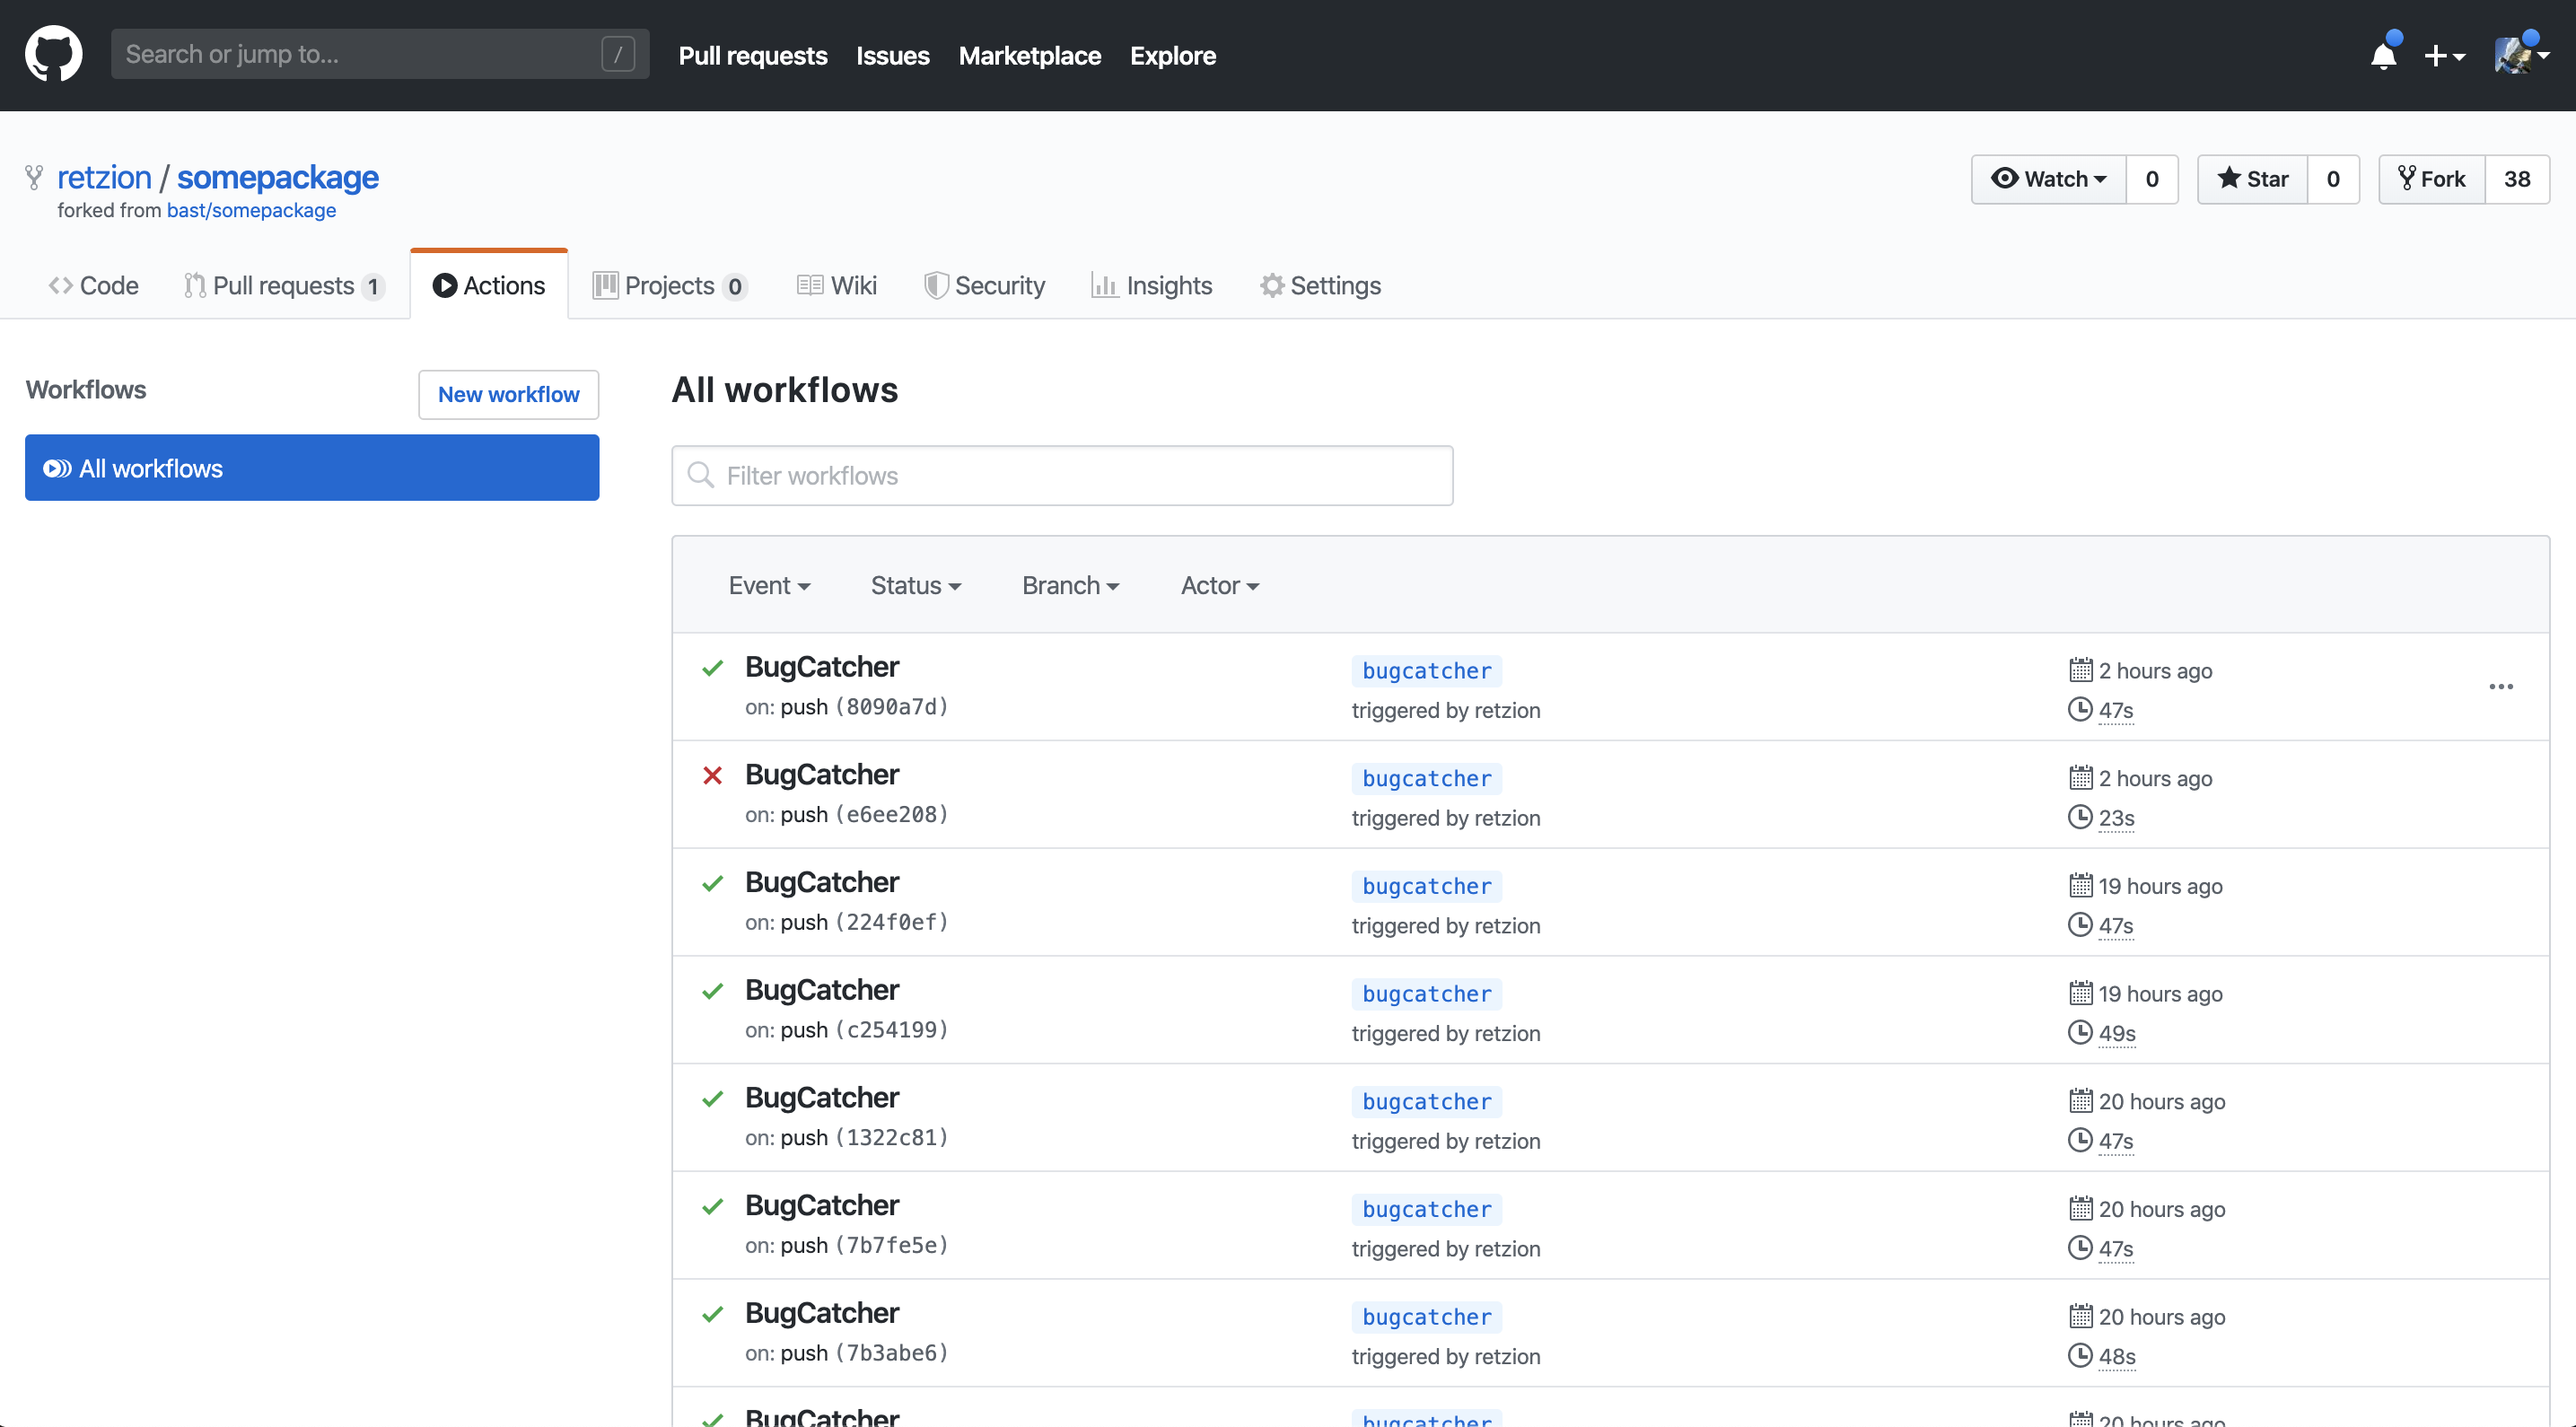 Search or jump to... /
Pull requests Issues Marketplace Explore
retzion / somepackage
forked from bast/somepackage
Watch 0 Star 0 Fork 38
Code Pull requests 1 Actions Projects 0 Wiki Security Insights Settings
Workflows
New workflow
All workflows
All workflows
Filter workflows
Event Status Branch Actor
BugCatcher bugcatcher 2 hours ago
on: push (8090a7d) triggered by retzion 47s
BugCatcher bugcatcher 2 hours ago
on: push (e6ee208) triggered by retzion 23s
BugCatcher bugcatcher 19 hours ago
on: push (224f0ef) triggered by retzion 47s
BugCatcher bugcatcher 19 hours ago
on: push (c254199) triggered by retzion 49s
BugCatcher bugcatcher 20 hours ago
on: push (1322c81) triggered by retzion 47s
BugCatcher bugcatcher 20 hours ago
on: push (7b7fe5e) triggered by retzion 47s
BugCatcher bugcatcher 20 hours ago
on: push (7b3abe6) triggered by retzion 48s
BugCatcher bugcatcher 20 hours ago